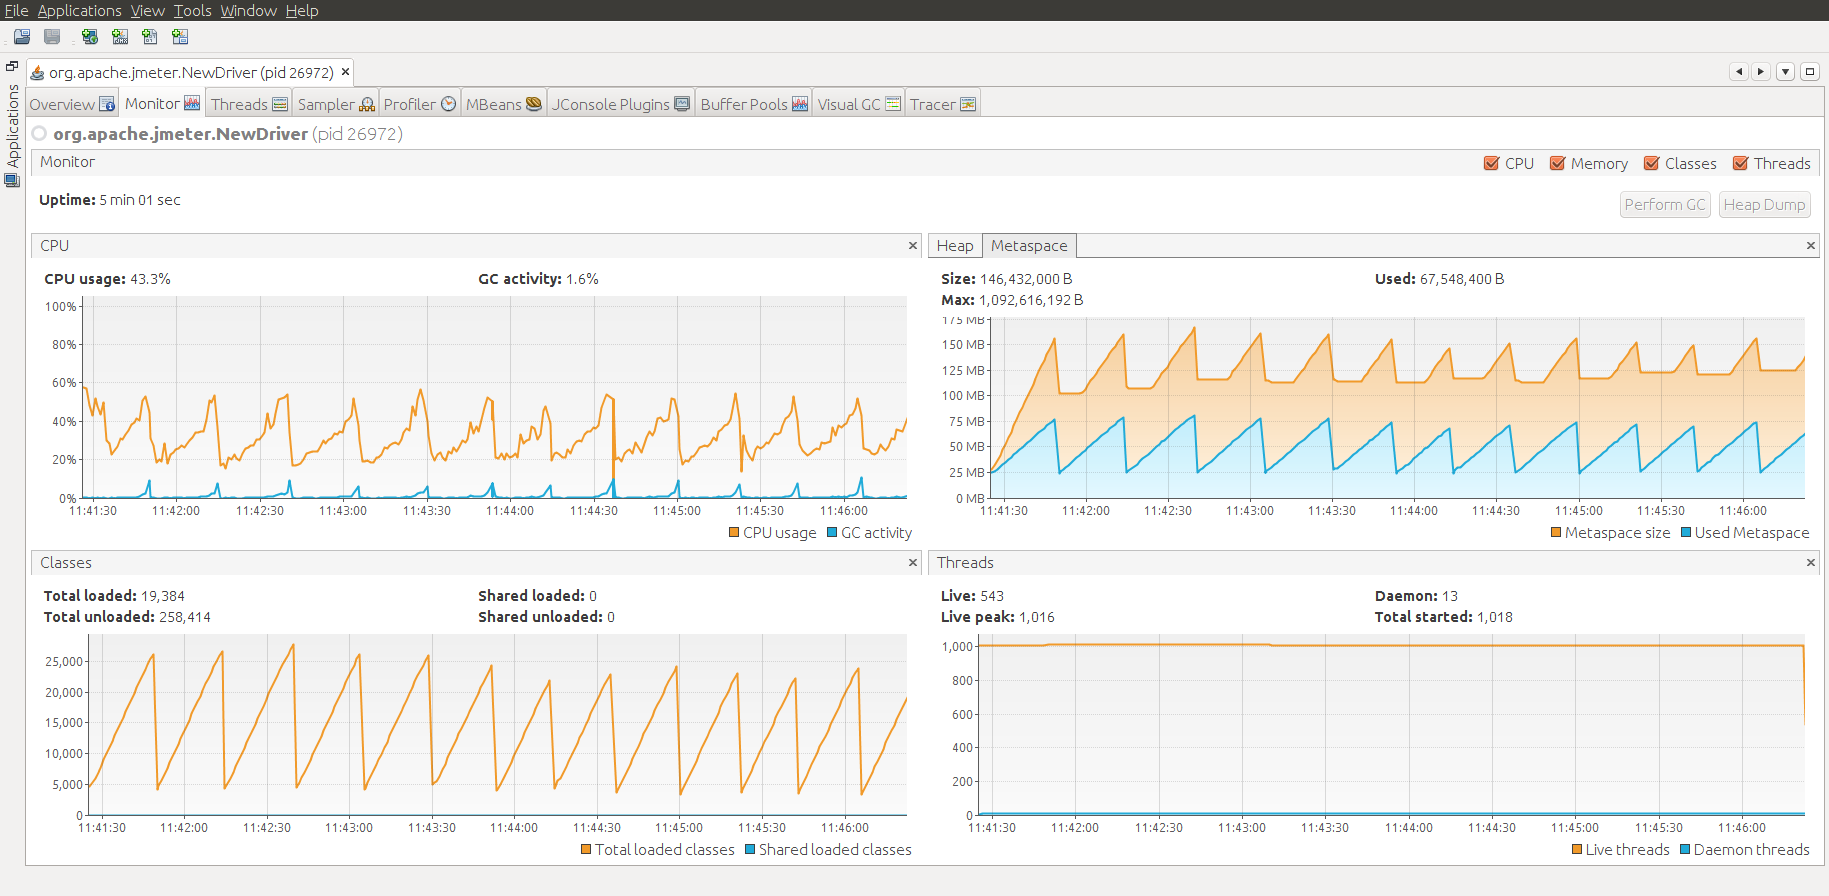 File Applications View Tools Window Help
Applications
org.apache.jmeter.NewDriver (pid 26972)
Overview Monitor Threads Sampler Profiler MBeans JConsole Plugins Buffer Pools Visual GC Tracer
org.apache.jmeter.NewDriver (pid 26972)
Monitor CPU Memory Classes Threads
Uptime: 5 min 01 sec Perform GC Heap Dump
CPU
CPU usage: 43.3% GC activity: 1.6%
100%
80%
60%
40%
20%
0%
11:41:30 11:42:00 11:42:30 11:43:00 11:43:30 11:44:00 11:44:30 11:45:00 11:45:30 11:46:00
CPU usage GC activity
Heap Metaspace
Size: 146,432,000 B Used: 67,548,400 B
Max: 1,092,616,192 B
175 MB
150 MB
125 MB
100 MB
75 MB
50 MB
25 MB
0 MB
11:41:30 11:42:00 11:42:30 11:43:00 11:43:30 11:44:00 11:44:30 11:45:00 11:45:30 11:46:00
Metaspace size Used Metaspace
Classes
Total loaded: 19,384 Shared loaded: 0
Total unloaded: 258,414 Shared unloaded: 0
25,000
20,000
15,000
10,000
5,000
0
11:41:30 11:42:00 11:42:30 11:43:00 11:43:30 11:44:00 11:44:30 11:45:00 11:45:30 11:46:00
Total loaded classes Shared loaded classes
Threads
Live: 543 Daemon: 13
Live peak: 1,016 Total started: 1,018
1,000
800
600
400
200
0
11:41:30 11:42:00 11:42:30 11:43:00 11:43:30 11:44:00 11:44:30 11:45:00 11:45:30 11:46:00
Live threads Daemon threads